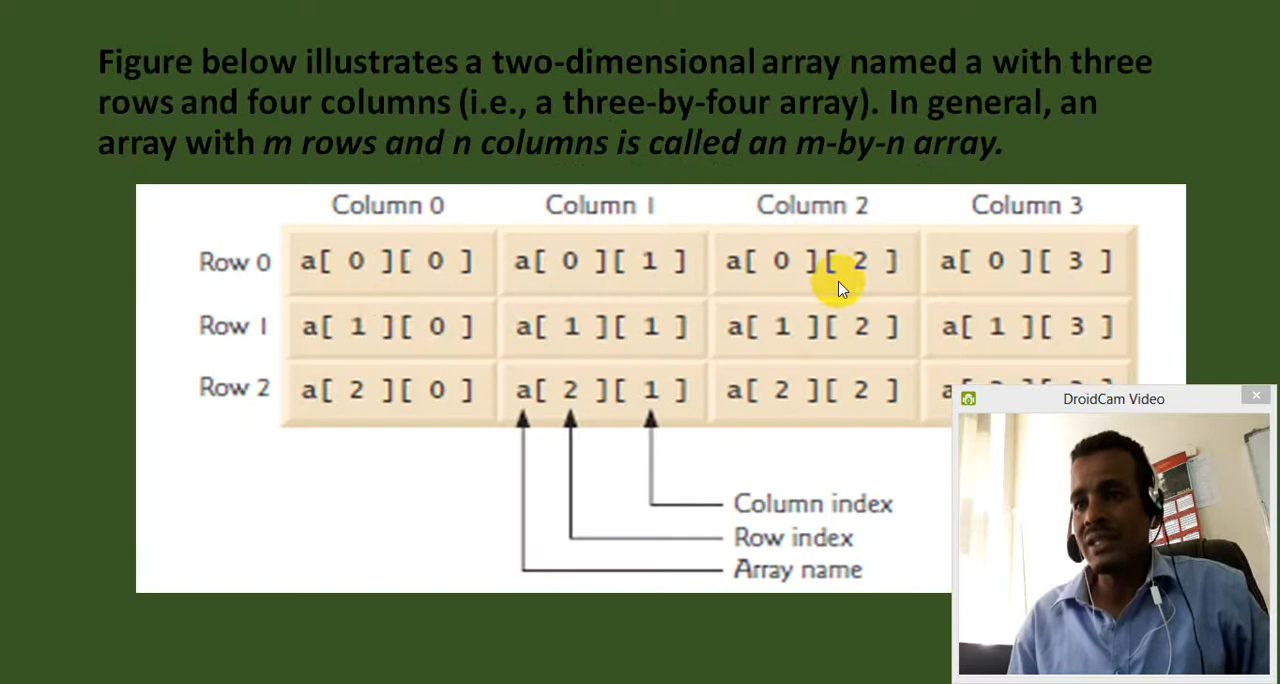 Figure below illustrates a two-dimensional array named a with three
rows and four columns (i.e., a three-by-four array). In general, an
array with m rows and n columns is called an m-by-n array.
Column 0 Column 1 Column 2 Column 3
Row 0 a[ 0 ][ 0 ] a[ 0 ][ 1 ] a[ 0 ][ 2 ] a[ 0 ][ 3 ]
Row 1 a[ 1 ][ 0 ] a[ 1 ][ 1 ] a[ 1 ][ 2 ] a[ 1 ][ 3 ]
Row 2 a[ 2 ][ 0 ] a[ 2 ][ 1 ] a[ 2 ][ 2 ]
DroidCam Video
Column index
Row index
Array name